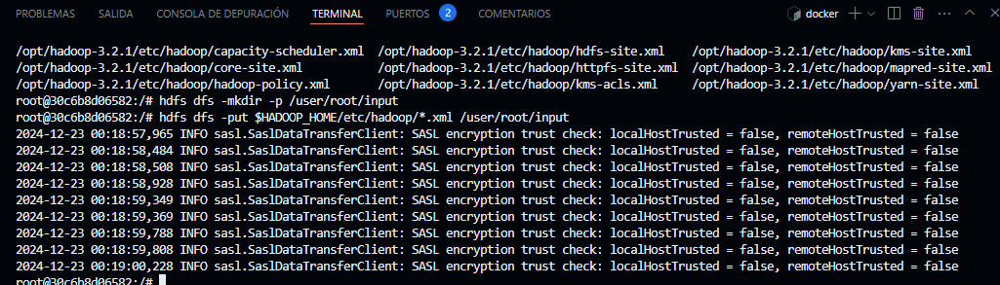 PROBLEMAS SALIDA CONSOLA DE DEPURACIÓN TERMINAL PUERTOS 2 COMENTARIOS docker
/opt/hadoop-3.2.1/etc/hadoop/capacity-scheduler.xml /opt/hadoop-3.2.1/etc/hadoop/hdfs-site.xml /opt/hadoop-3.2.1/etc/hadoop/kms-site.xml
/opt/hadoop-3.2.1/etc/hadoop/core-site.xml /opt/hadoop-3.2.1/etc/hadoop/httpfs-site.xml /opt/hadoop-3.2.1/etc/hadoop/mapred-site.xml
/opt/hadoop-3.2.1/etc/hadoop/hadoop-policy.xml /opt/hadoop-3.2.1/etc/hadoop/kms-acls.xml /opt/hadoop-3.2.1/etc/hadoop/yarn-site.xml
root@30c6b8d06582:/# hdfs dfs -mkdir -p /user/root/input
root@30c6b8d06582:/# hdfs dfs -put $HADOOP_HOME/etc/hadoop/*.xml /user/root/input
2024-12-23 00:18:57,965 INFO sasl.SaslDataTransferClient: SASL encryption trust check: localHostTrusted = false, remoteHostTrusted = false
2024-12-23 00:18:58,484 INFO sasl.SaslDataTransferClient: SASL encryption trust check: localHostTrusted = false, remoteHostTrusted = false
2024-12-23 00:18:58,508 INFO sasl.SaslDataTransferClient: SASL encryption trust check: localHostTrusted = false, remoteHostTrusted = false
2024-12-23 00:18:58,928 INFO sasl.SaslDataTransferClient: SASL encryption trust check: localHostTrusted = false, remoteHostTrusted = false
2024-12-23 00:18:59,349 INFO sasl.SaslDataTransferClient: SASL encryption trust check: localHostTrusted = false, remoteHostTrusted = false
2024-12-23 00:18:59,369 INFO sasl.SaslDataTransferClient: SASL encryption trust check: localHostTrusted = false, remoteHostTrusted = false
2024-12-23 00:18:59,788 INFO sasl.SaslDataTransferClient: SASL encryption trust check: localHostTrusted = false, remoteHostTrusted = false
2024-12-23 00:18:59,808 INFO sasl.SaslDataTransferClient: SASL encryption trust check: localHostTrusted = false, remoteHostTrusted = false
2024-12-23 00:19:00,228 INFO sasl.SaslDataTransferClient: SASL encryption trust check: localHostTrusted = false, remoteHostTrusted = false
root@30c6b8d06582:/#